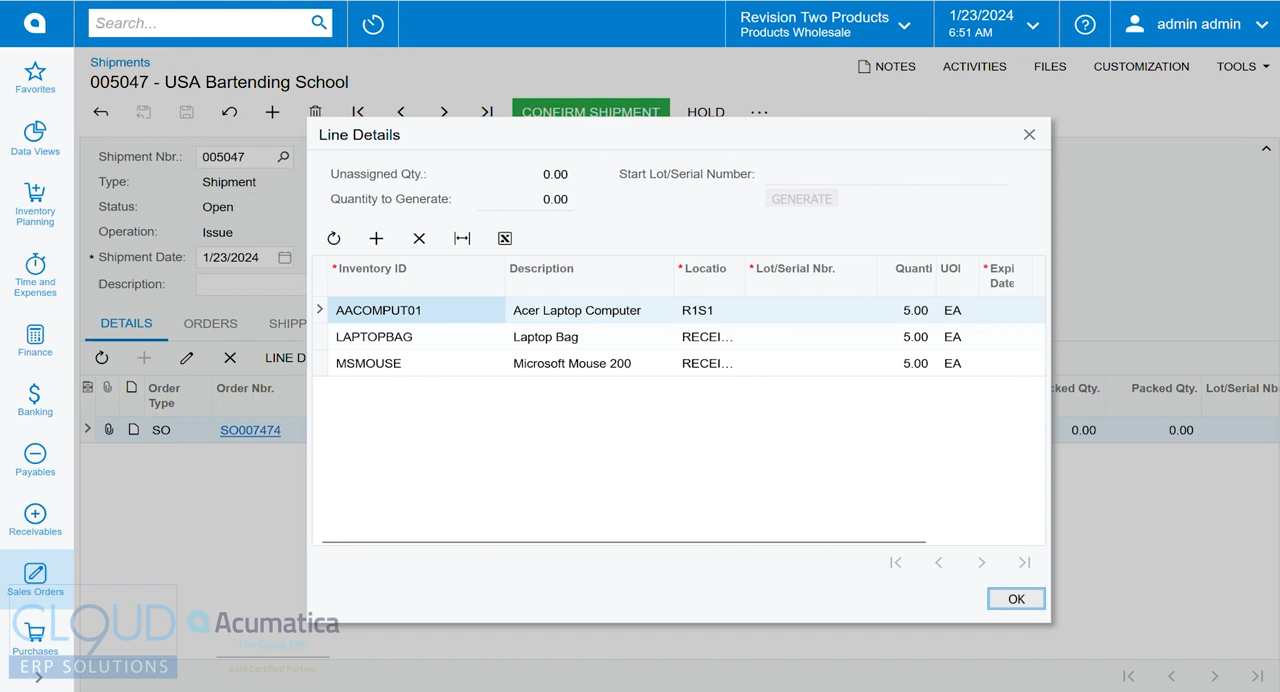 Search...
Revision Two Products
Products Wholesale
1/23/2024
6:51 AM
admin admin
Favorites
Data Views
Inventory
Planning
Time and
Expenses
Finance
Banking
Payables
Receivables
Sales Orders
Purchases
Shipments
005047 - USA Bartending School
NOTES ACTIVITIES FILES CUSTOMIZATION TOOLS
CONFIRM SHIPMENT HOLD ...
Shipment Nbr.: 005047
Type: Shipment
Status: Open
Operation: Issue
* Shipment Date: 1/23/2024
Description:
DETAILS ORDERS SHIPP
LINE D
Order
Type
Order Nbr.
cked Qty. Packed Qty. Lot/Serial Nb
SO SO007474 0.00 0.00
Line Details
Unassigned Qty.: 0.00 Start Lot/Serial Number:
Quantity to Generate: 0.00 GENERATE
* Inventory ID Description * Locatio * Lot/Serial Nbr. Quanti UOI * Expi
Date
AACOMPUT01 Acer Laptop Computer R1S1 5.00 EA
LAPTOPBAG Laptop Bag RECEI... 5.00 EA
MSMOUSE Microsoft Mouse 200 RECEI... 5.00 EA
OK
CLOUD 9
ERP SOLUTIONS
Acumatica
The Cloud ERP
Gold Certified Partner